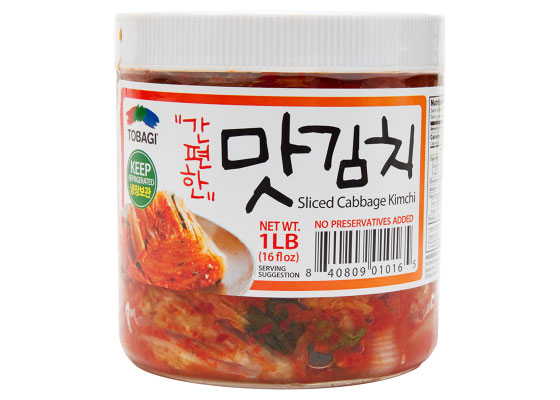 TOBAGI
KEEP
REFRIGERATED
냉장보관
"간편한"
맛김치
Sliced Cabbage Kimchi
NET WT.
1LB
(16 fl oz)
SERVING
SUGGESTION
NO PRESERVATIVES ADDED
8 40809 01016 5